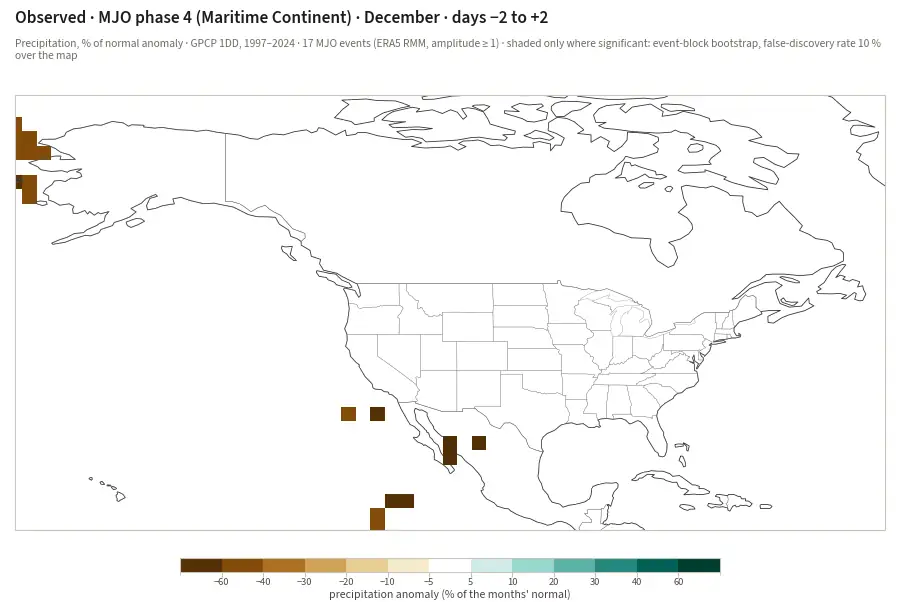 Observed · MJO phase 4 (Maritime Continent) · December · days −2 to +2
Precipitation, % of normal anomaly · GPCP 1DD, 1997–2024 · 17 MJO events (ERA5 RMM, amplitude ≥ 1) · shaded only where significant: event-block bootstrap, false-discovery rate 10 %
over the map
−60 −40 −30 −20 −10 −5 5 10 20 30 40 60
precipitation anomaly (% of the months' normal)